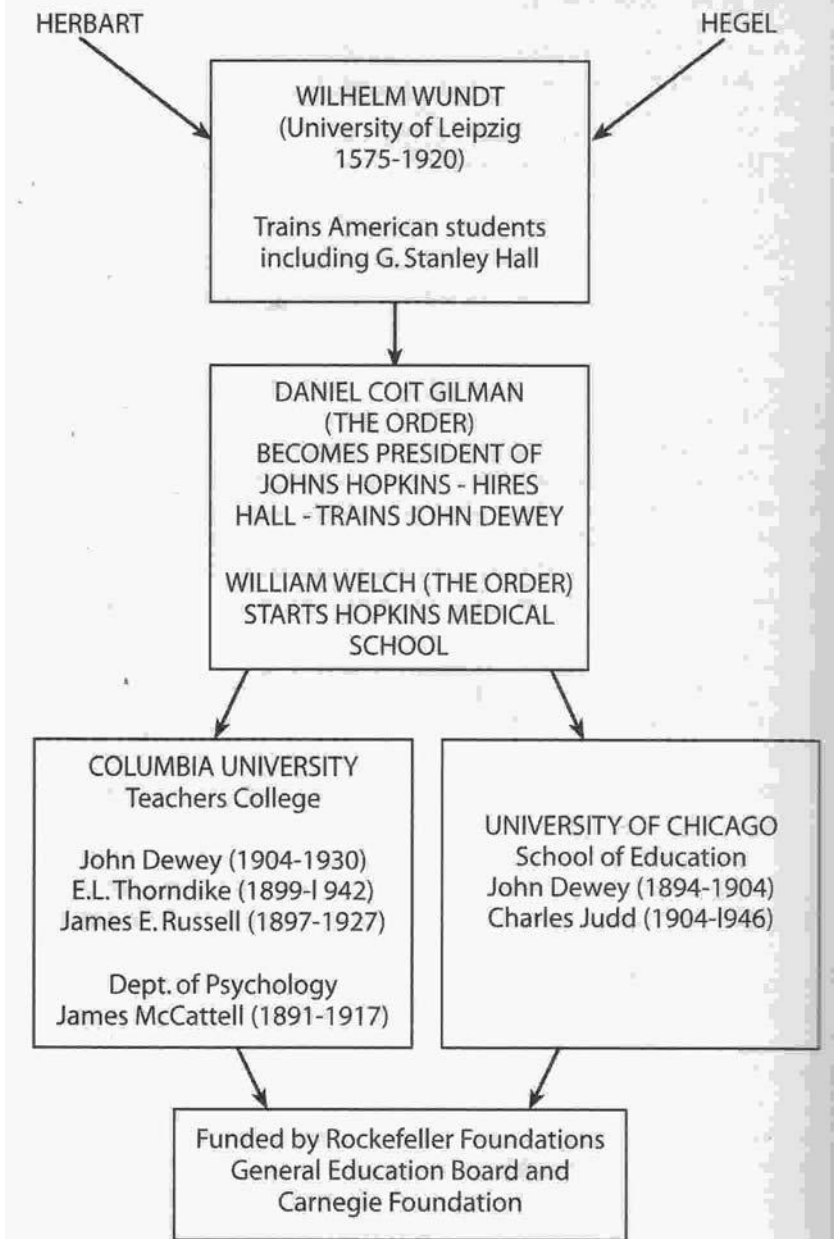 HERBART
HEGEL
WILHELM WUNDT
(University of Leipzig
1575-1920)
Trains American students
including G. Stanley Hall
DANIEL COIT GILMAN
(THE ORDER)
BECOMES PRESIDENT OF
JOHNS HOPKINS - HIRES
HALL - TRAINS JOHN DEWEY
WILLIAM WELCH (THE ORDER)
STARTS HOPKINS MEDICAL
SCHOOL
COLUMBIA UNIVERSITY
Teachers College
John Dewey (1904-1930)
E.L. Thorndike (1899-l 942)
James E. Russell (1897-1927)
Dept. of Psychology
James McCattell (1891-1917)
UNIVERSITY OF CHICAGO
School of Education
John Dewey (1894-1904)
Charles Judd (1904-l946)
Funded by Rockefeller Foundations
General Education Board and
Carnegie Foundation